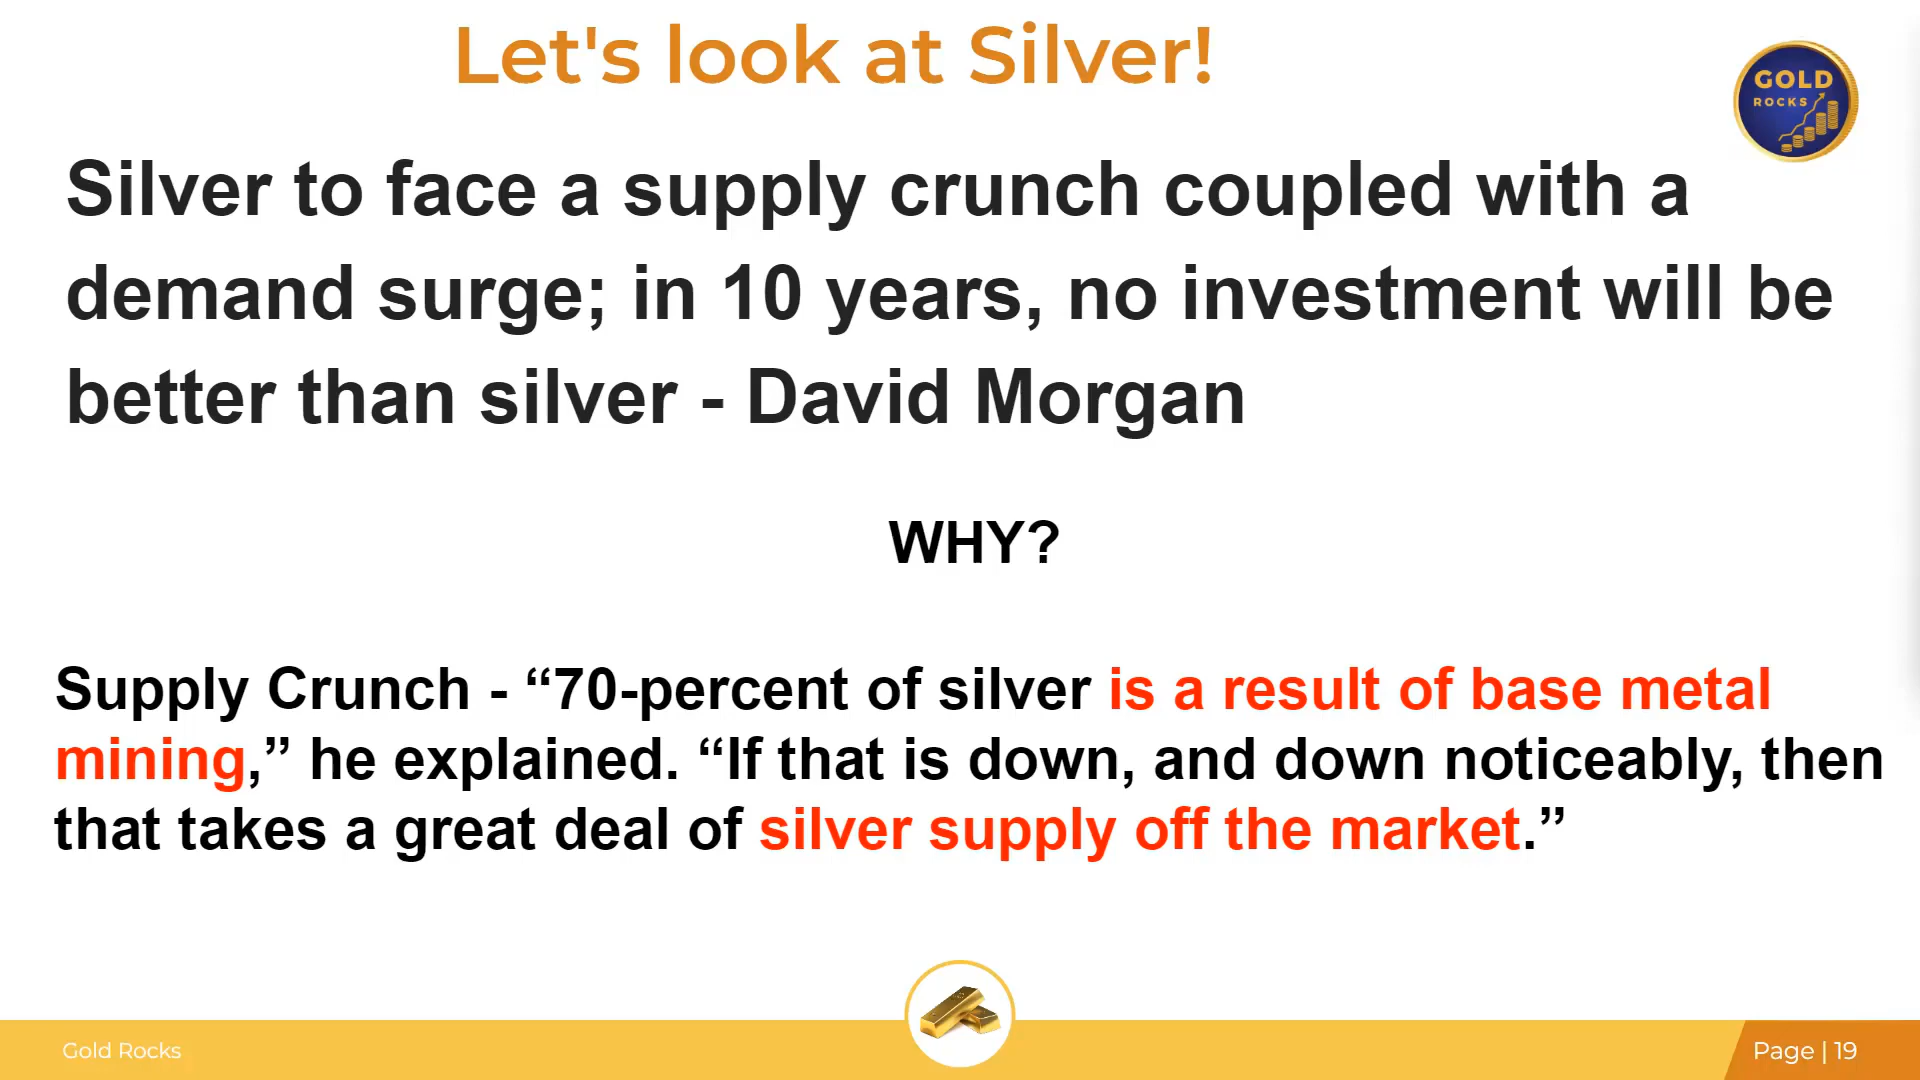 Let's look at Silver!
GOLD
ROCKS
Silver to face a supply crunch coupled with a
demand surge; in 10 years, no investment will be
better than silver - David Morgan
WHY?
Supply Crunch - “70-percent of silver is a result of base metal
mining,” he explained. “If that is down, and down noticeably, then
that takes a great deal of silver supply off the market.”
Gold Rocks
Page | 19